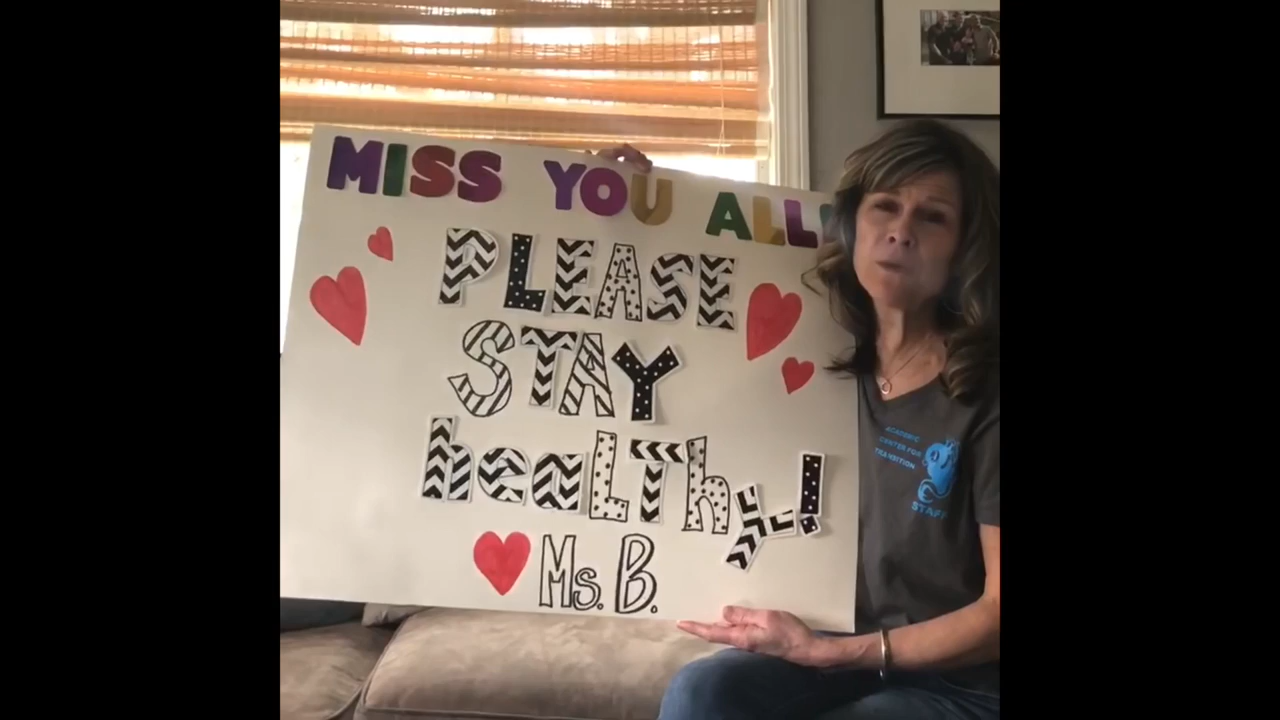 MISS YOU ALL
PLEASE
STAY
heaLThy!
Ms. B.
ACADEMIC
CENTER FOR
TRANSITION
STAFF